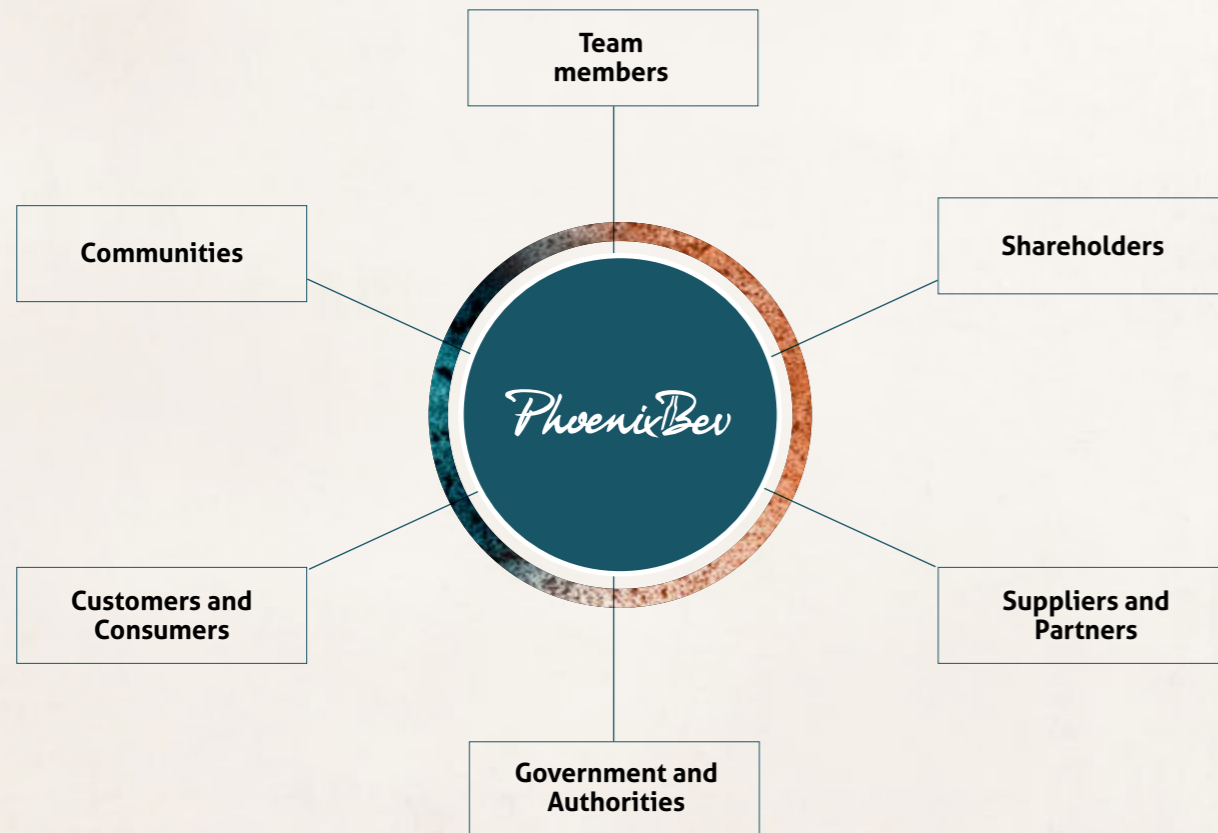 Team
members
Communities
Shareholders
PhoenixBev
Customers and
Consumers
Suppliers and
Partners
Government and
Authorities